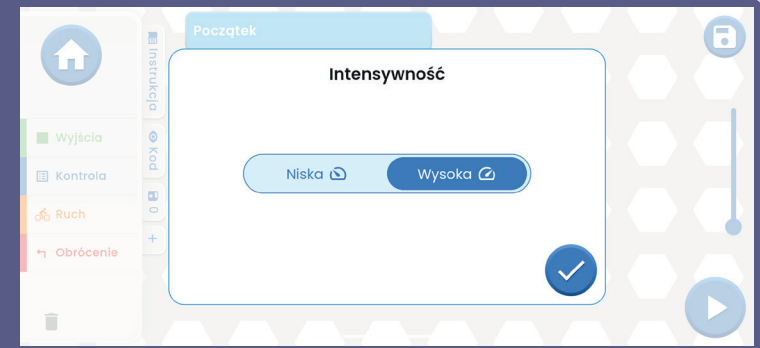 Początek
Instrukcja
Intensywność
Wyjścia
Kod
Kontrola
Niska
Wysoka
Ruch
0
+
Obrócenie